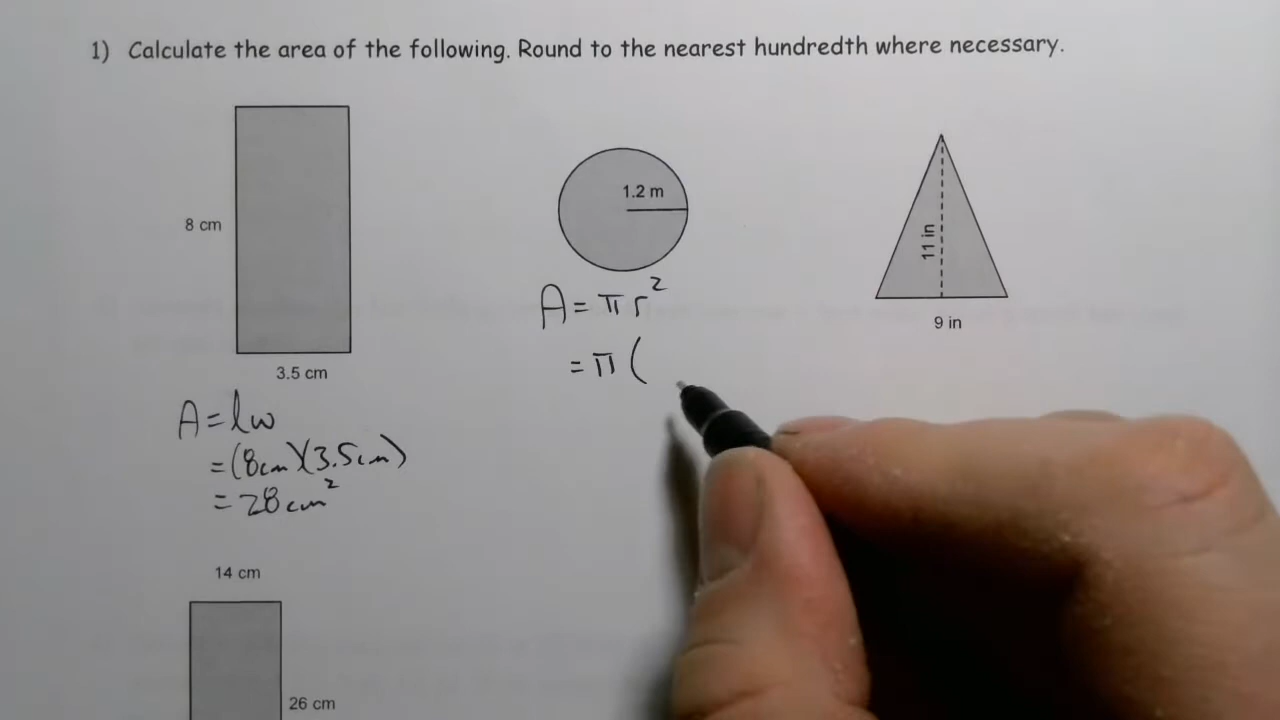 1) Calculate the area of the following. Round to the nearest hundredth where necessary.
8 cm
3.5 cm
A = lw
= (8cm)(3.5cm)
= 28cm²
1.2 m
A = πr²
= π(
11 in
9 in
14 cm
26 cm